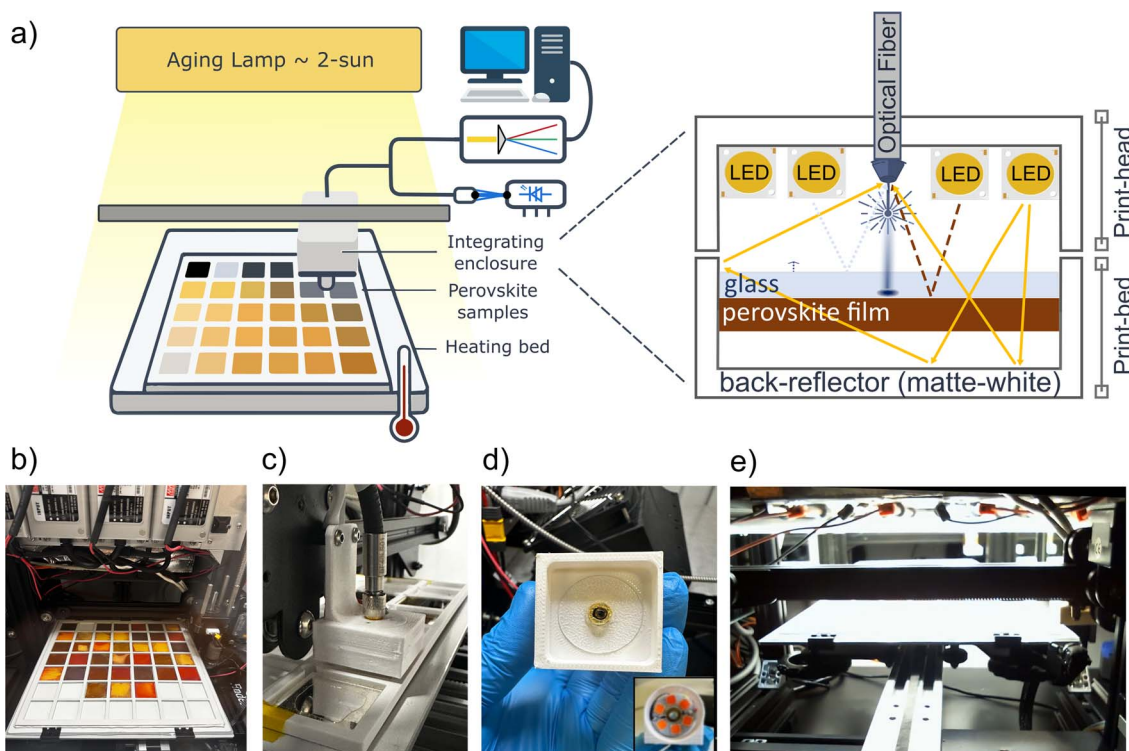 a)
Aging Lamp ~ 2-sun
Integrating
enclosure
Perovskite
samples
Heating bed
Optical Fiber
LED
LED
LED
LED
glass
perovskite film
back-reflector (matte-white)
Print-head
Print-bed
b)
c)
d)
e)